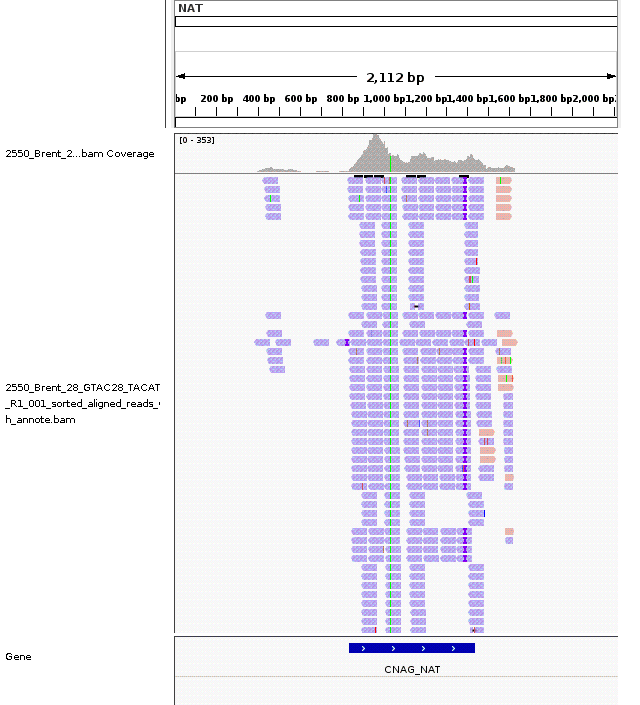 NAT
2,112 bp
bp 200 bp 400 bp 600 bp 800 bp 1,000 bp 1,200 bp 1,400 bp 1,600 bp 1,800 bp 2,000 bp
[0 - 353]
2550_Brent_2...bam Coverage
2550_Brent_28_GTAC28_TACAT
_R1_001_sorted_aligned_reads_
h_annote.bam
Gene
CNAG_NAT